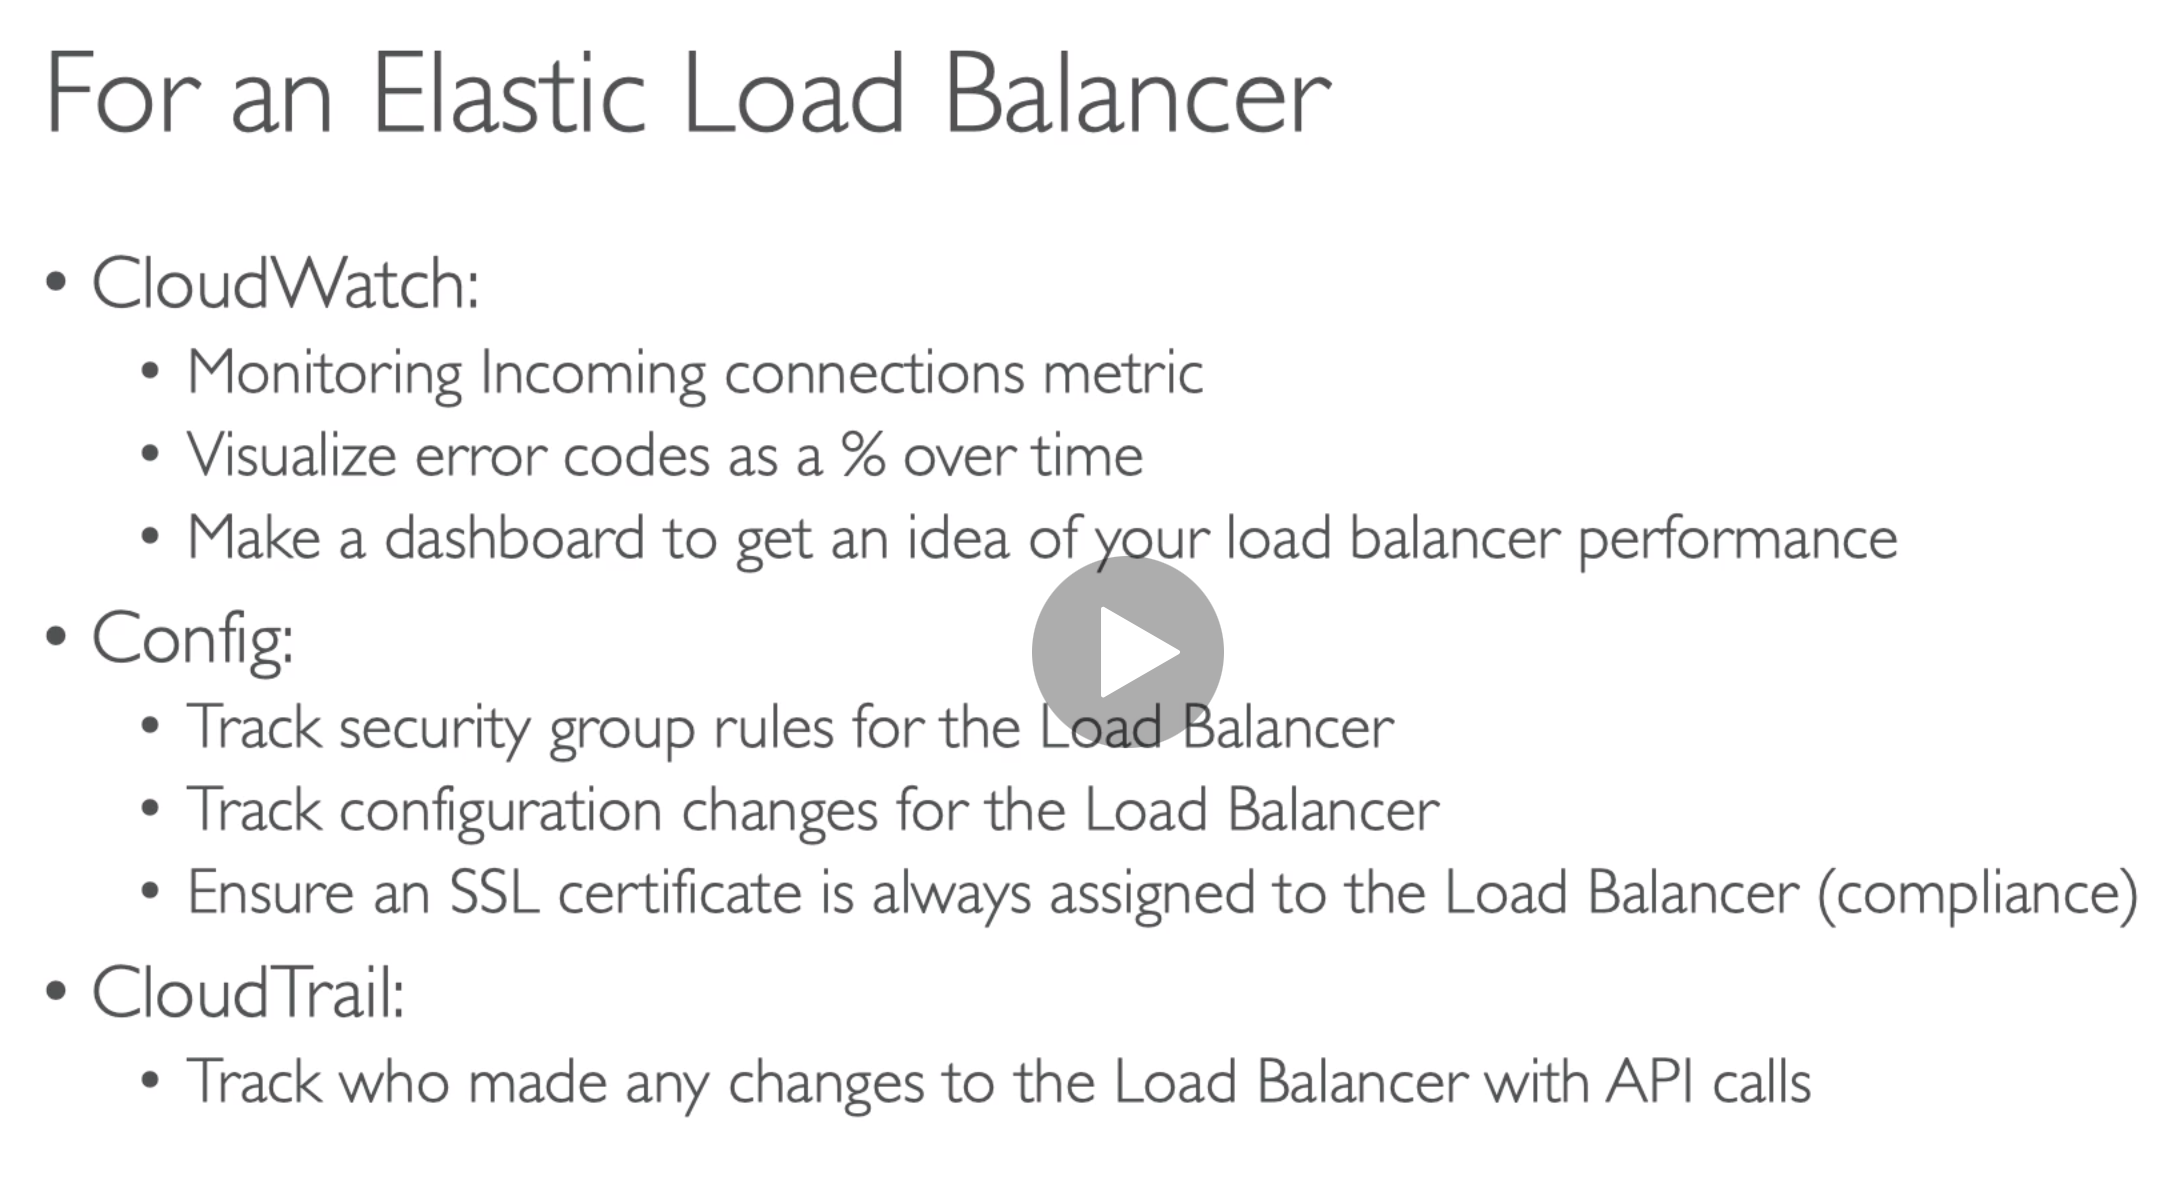 For an Elastic Load Balancer
• CloudWatch:
• Monitoring Incoming connections metric
• Visualize error codes as a % over time
• Make a dashboard to get an idea of your load balancer performance
• Config:
• Track security group rules for the Load Balancer
• Track configuration changes for the Load Balancer
• Ensure an SSL certificate is always assigned to the Load Balancer (compliance)
• CloudTrail:
• Track who made any changes to the Load Balancer with API calls